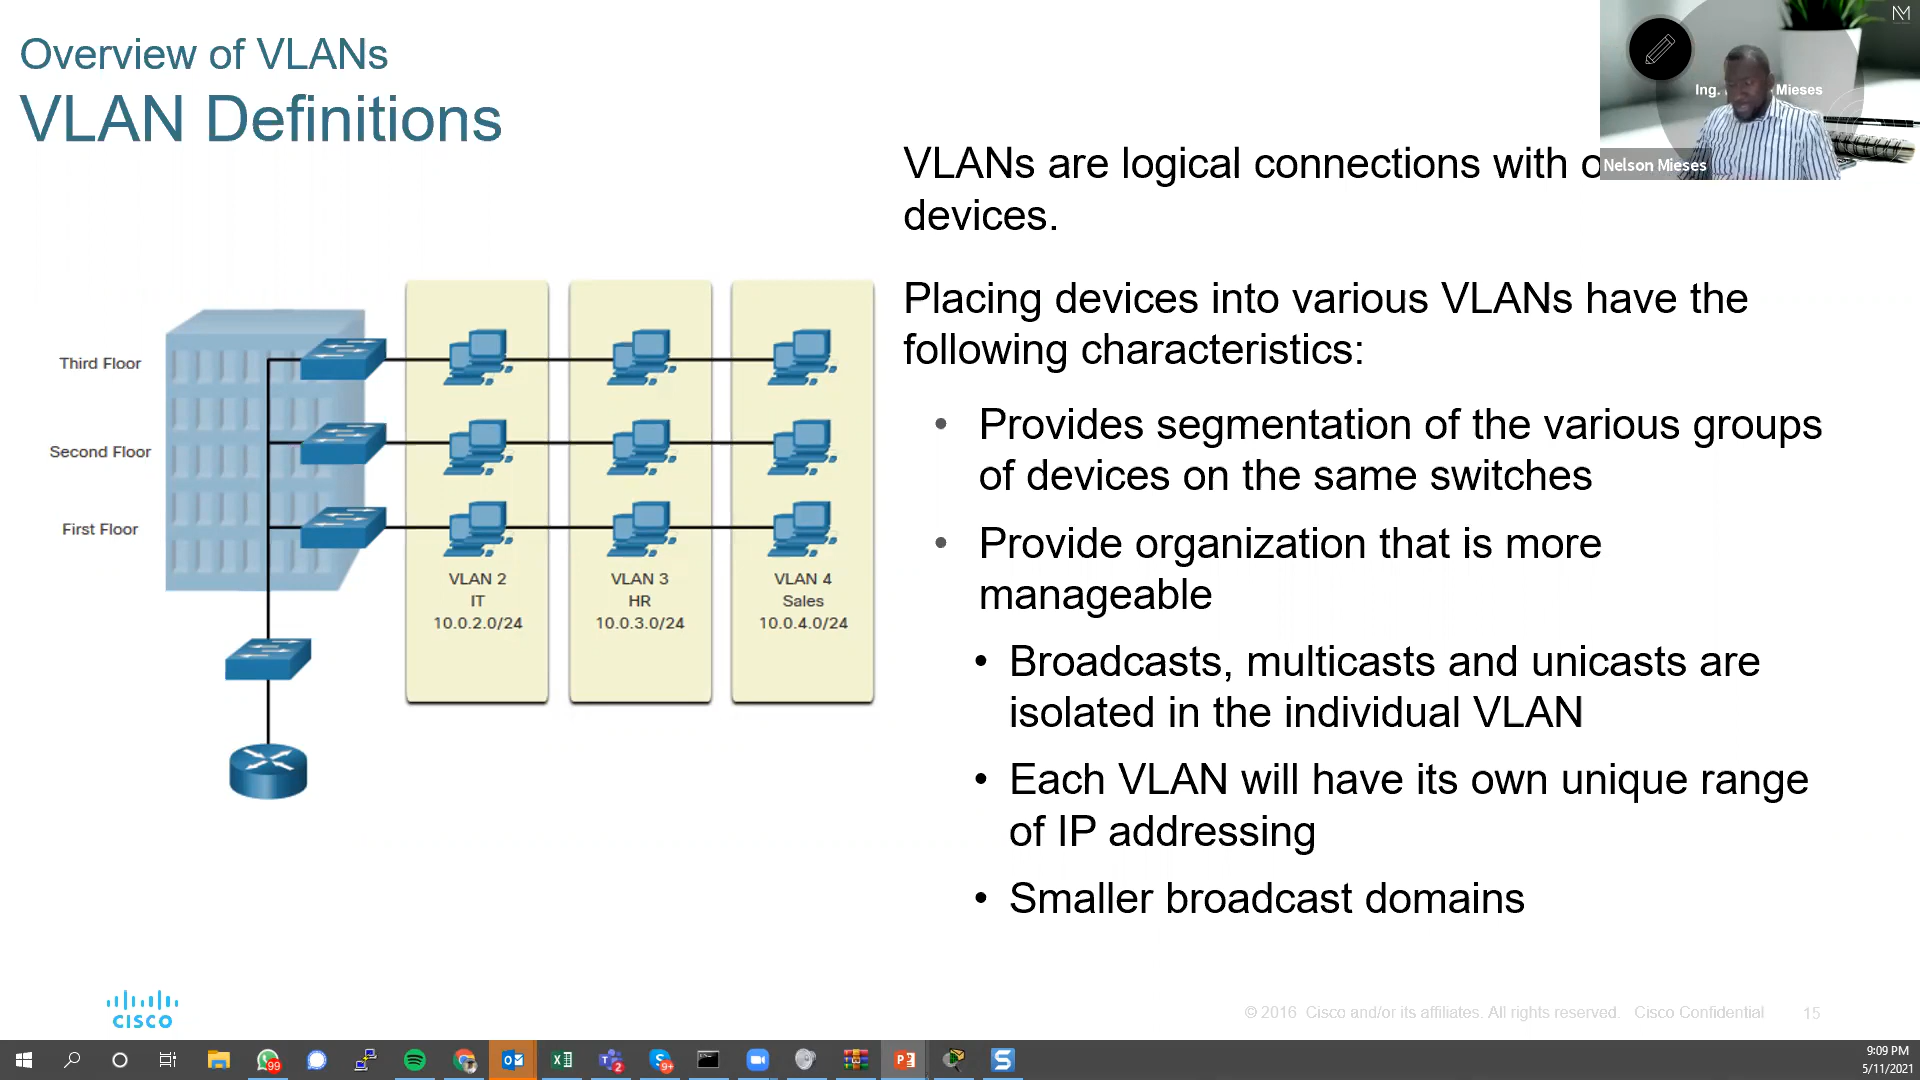 Overview of VLANs
VLAN Definitions
Ing. Mieses
Nelson Mieses
VLANs are logical connections with
devices.
Placing devices into various VLANs have the
following characteristics:
• Provides segmentation of the various groups
of devices on the same switches
• Provide organization that is more
manageable
• Broadcasts, multicasts and unicasts are
isolated in the individual VLAN
• Each VLAN will have its own unique range
of IP addressing
• Smaller broadcast domains
Third Floor
Second Floor
First Floor
VLAN 2
IT
10.0.2.0/24
VLAN 3
HR
10.0.3.0/24
VLAN 4
Sales
10.0.4.0/24
CISCO
© 2016 Cisco and/or its affiliates. All rights reserved. Cisco Confidential 15
99
2
9+
9:09 PM
5/11/2021